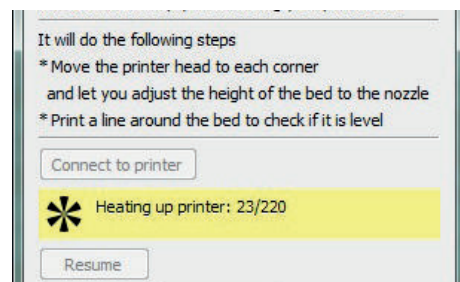 It will do the following steps
* Move the printer head to each corner
and let you adjust the height of the bed to the nozzle
* Print a line around the bed to check if it is level
Connect to printer
Heating up printer: 23/220
Resume